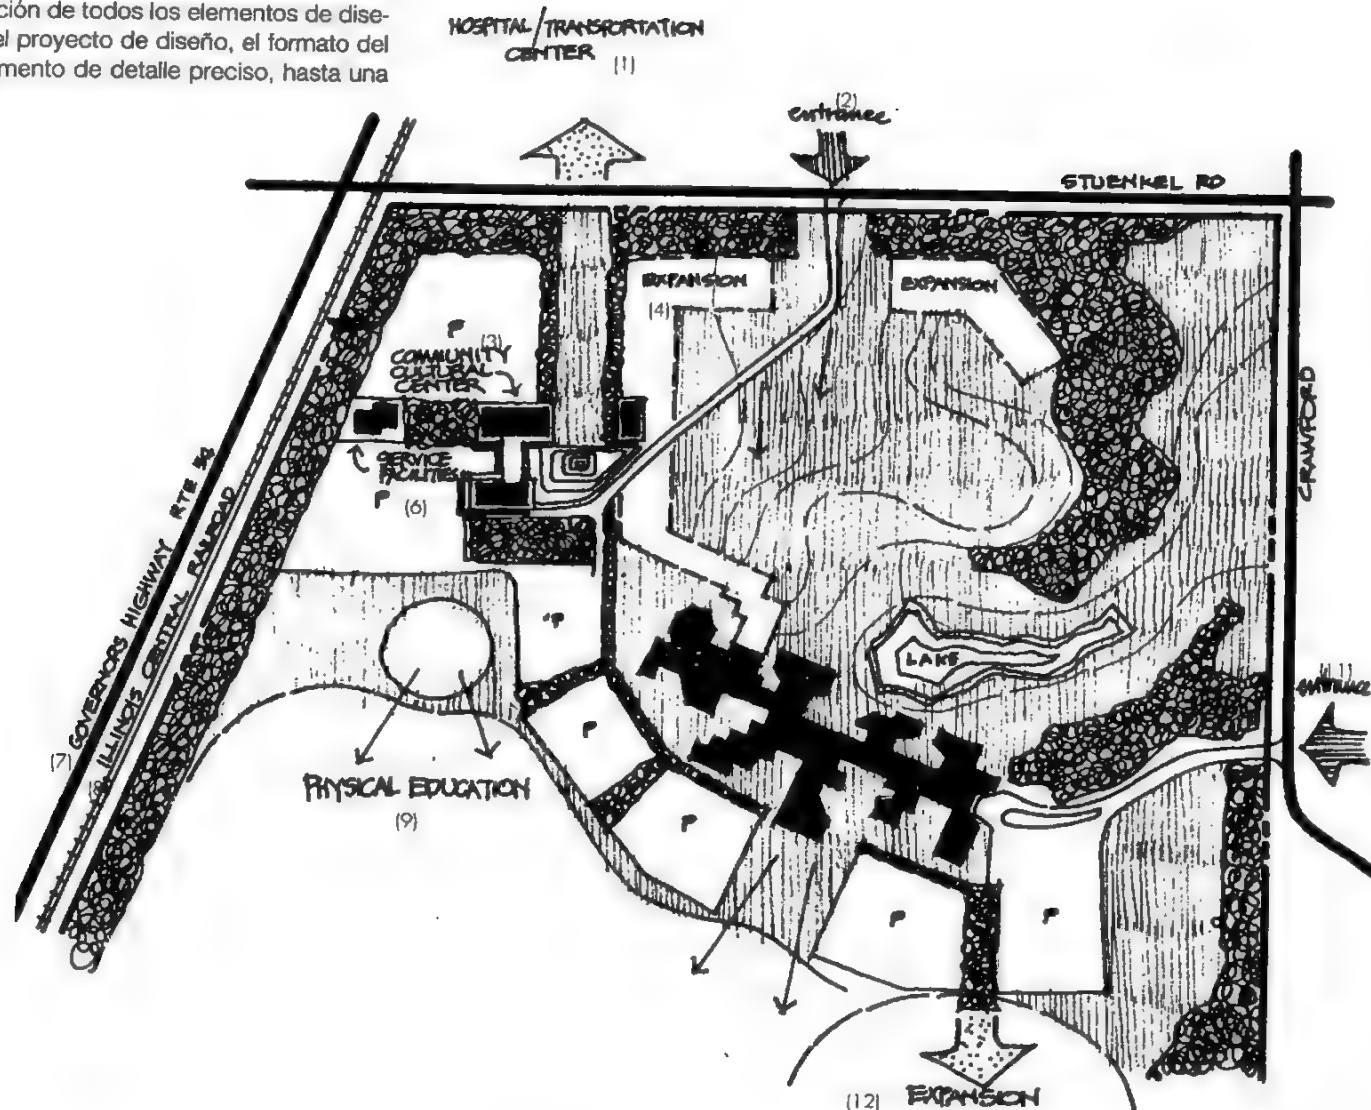 ción de todos los elementos de dise-
el proyecto de diseño, el formato del
mento de detalle preciso, hasta una
HOSPITAL/TRANSPORTATION
CENTER (1)
(2)
entrance
STUENKEL RD
EXPANSION
(4)
EXPANSION
P
(3)
COMMUNITY
CULTURAL
CENTER
SERVICE
FACILITIES
P (6)
CRAWFORD
GOVERNORS HIGHWAY RTE 54
(7)
ILLINOIS CENTRAL RAILROAD
(8)
P
LAKE
entrance
P
PHYSICAL EDUCATION
(9)
P
P
P
(12) EXPANSION